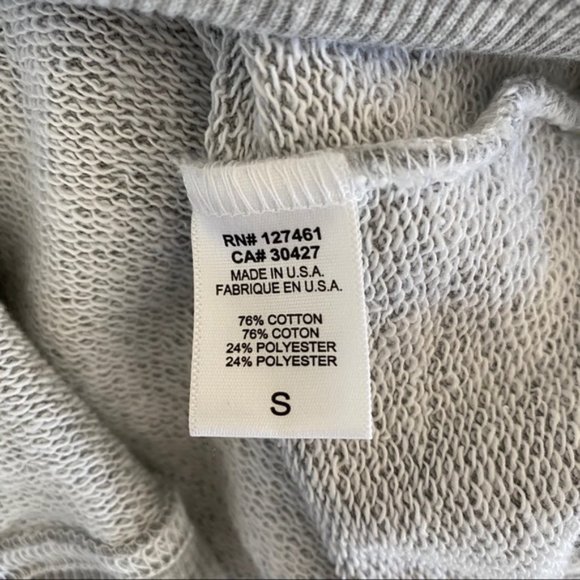 RN# 127461
CA# 30427
MADE IN U.S.A.
FABRIQUE EN U.S.A.
76% COTTON
76% COTON
24% POLYESTER
24% POLYESTER
S